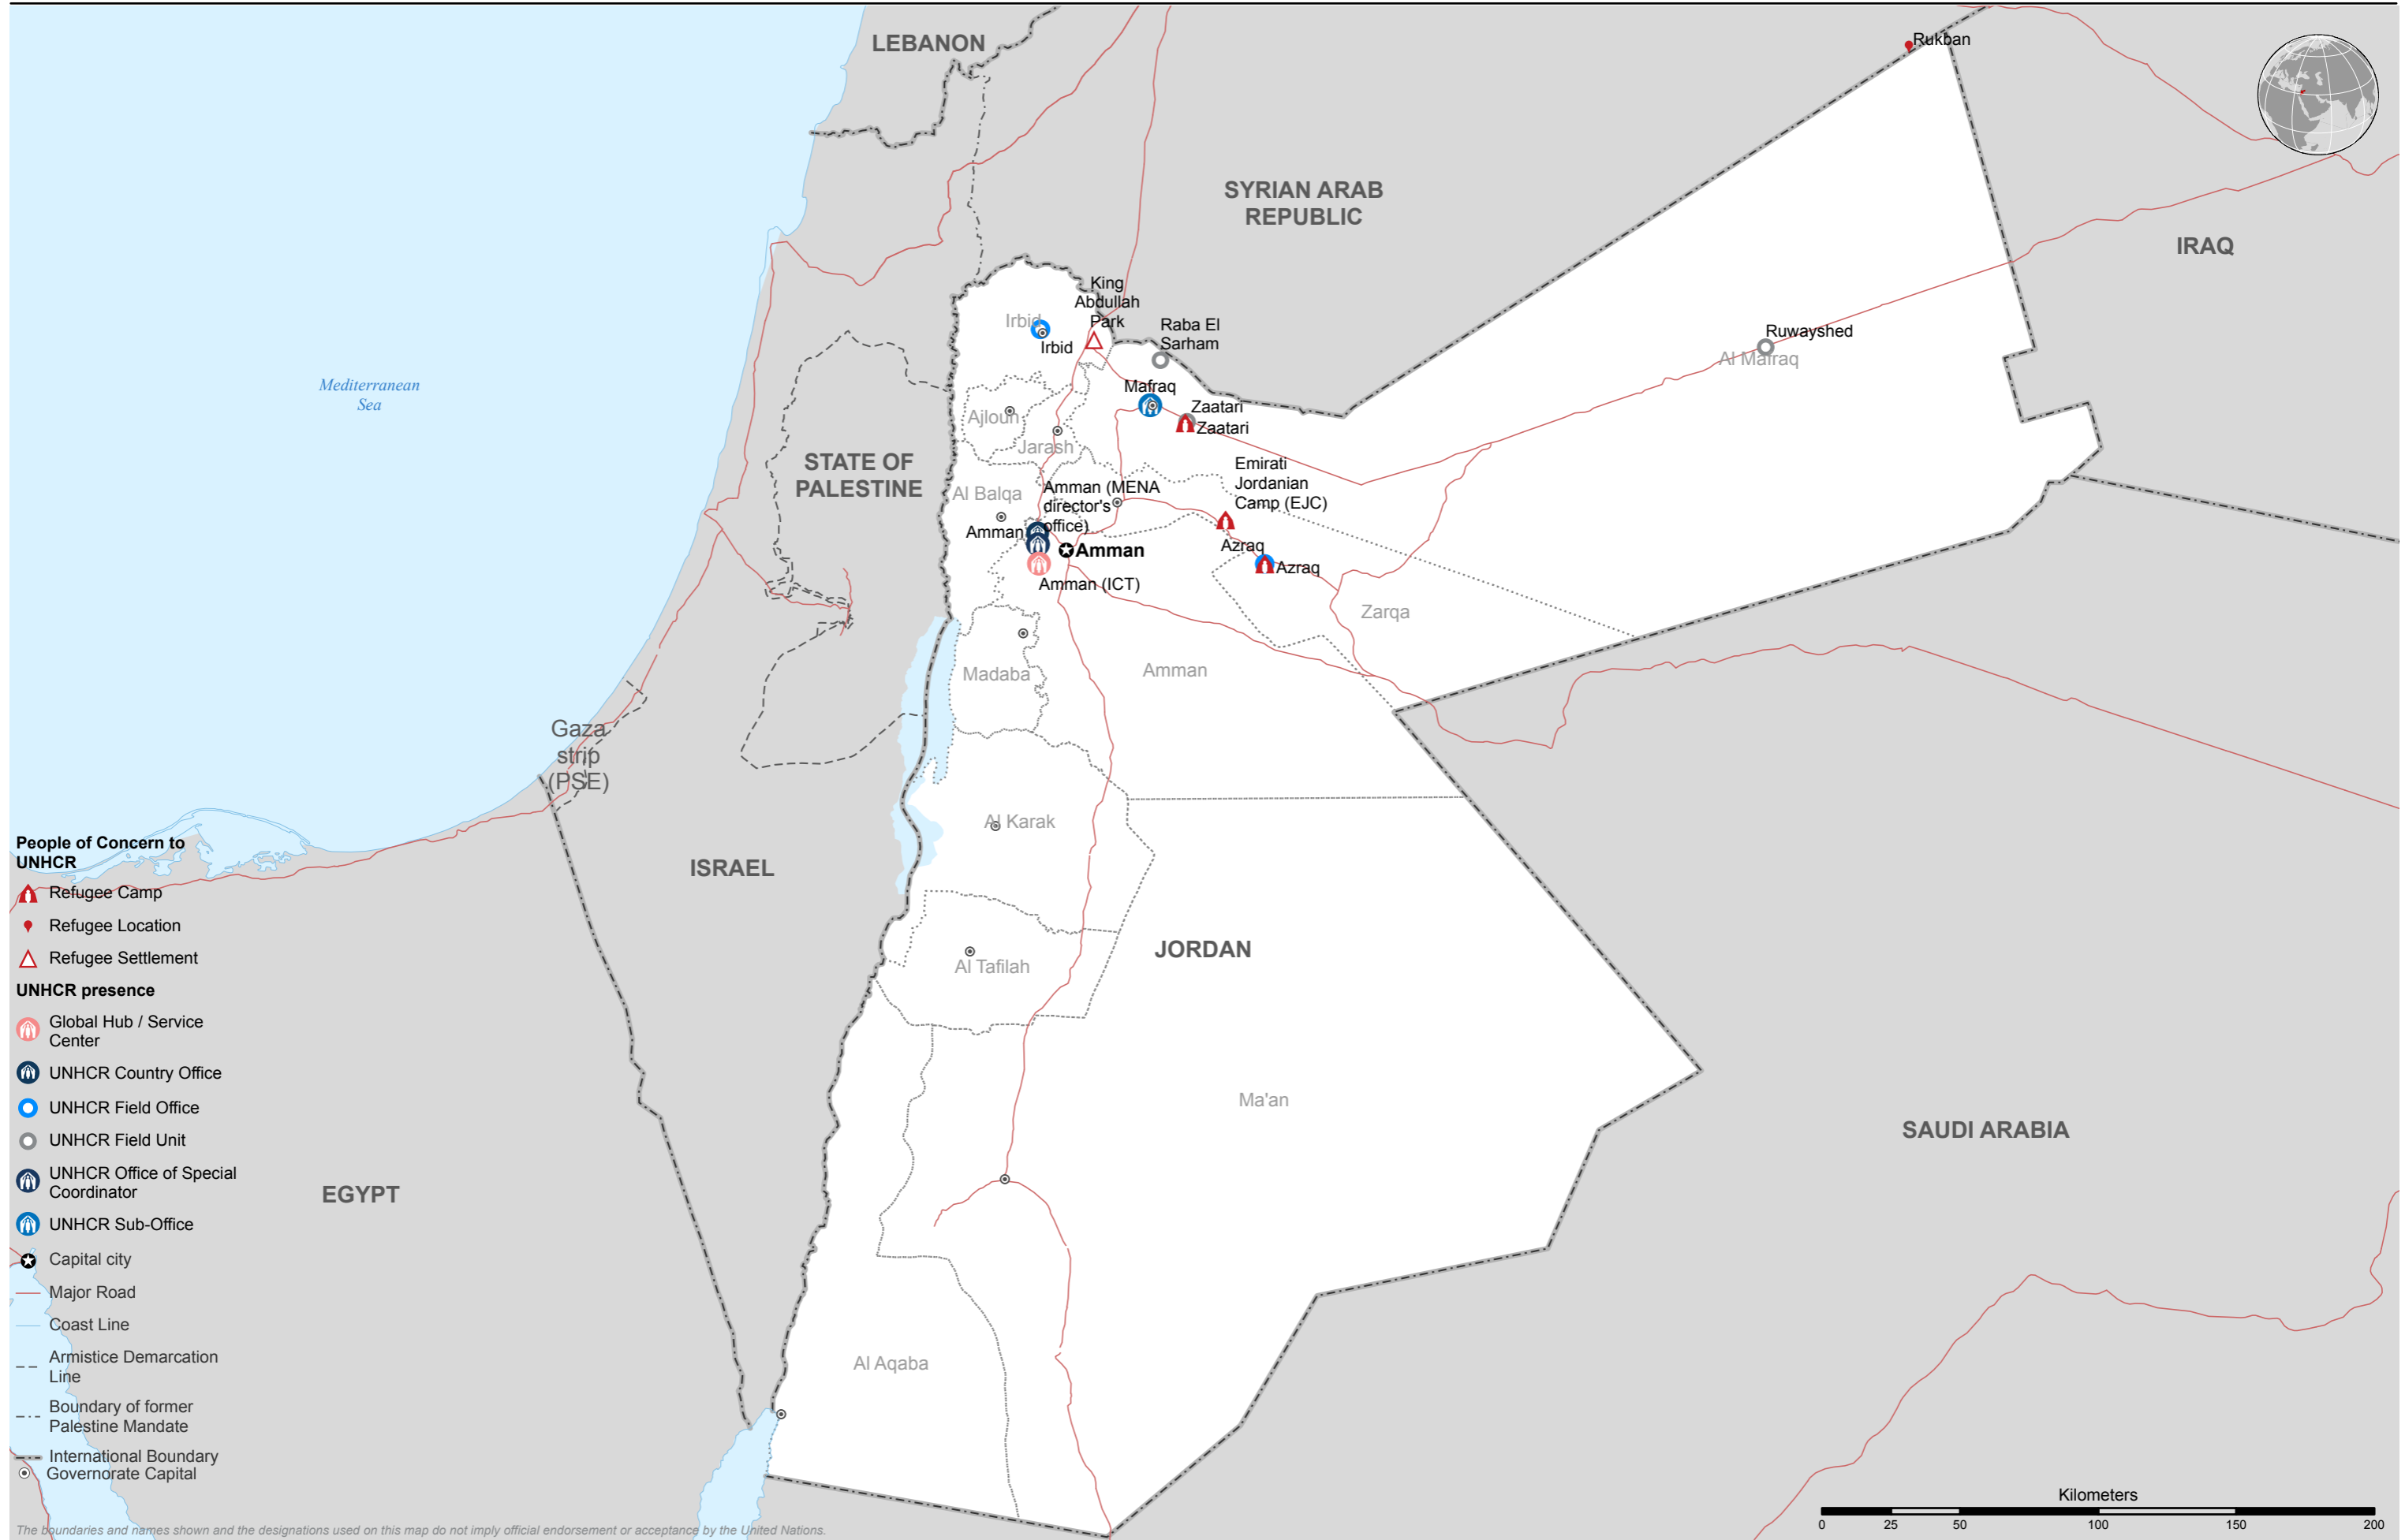 LEBANON
Rukban
SYRIAN ARAB
REPUBLIC
IRAQ
King
Abdullah
Park
Irbid
Irbid
Raba El
Sarham
Ruwayshed
Al Mafraq
Mediterranean
Sea
Mafraq
Zaatari
Zaatari
Ajloun
Jarash
STATE OF
PALESTINE
Emirati
Jordanian
Camp (EJC)
Al Balqa
Amman (MENA
director's
office)
Amman
Amman
Azraq
Azraq
Amman (ICT)
Zarqa
Madaba
Amman
Gaza
strip
(PSE)
Al Karak
ISRAEL
JORDAN
Al Tafilah
Ma'an
SAUDI ARABIA
EGYPT
Al Aqaba
People of Concern to
UNHCR
Refugee Camp
Refugee Location
Refugee Settlement
UNHCR presence
Global Hub / Service
Center
UNHCR Country Office
UNHCR Field Office
UNHCR Field Unit
UNHCR Office of Special
Coordinator
UNHCR Sub-Office
Capital city
Major Road
Coast Line
Armistice Demarcation
Line
Boundary of former
Palestine Mandate
International Boundary
Governorate Capital
Kilometers
0 25 50 100 150 200
The boundaries and names shown and the designations used on this map do not imply official endorsement or acceptance by the United Nations.